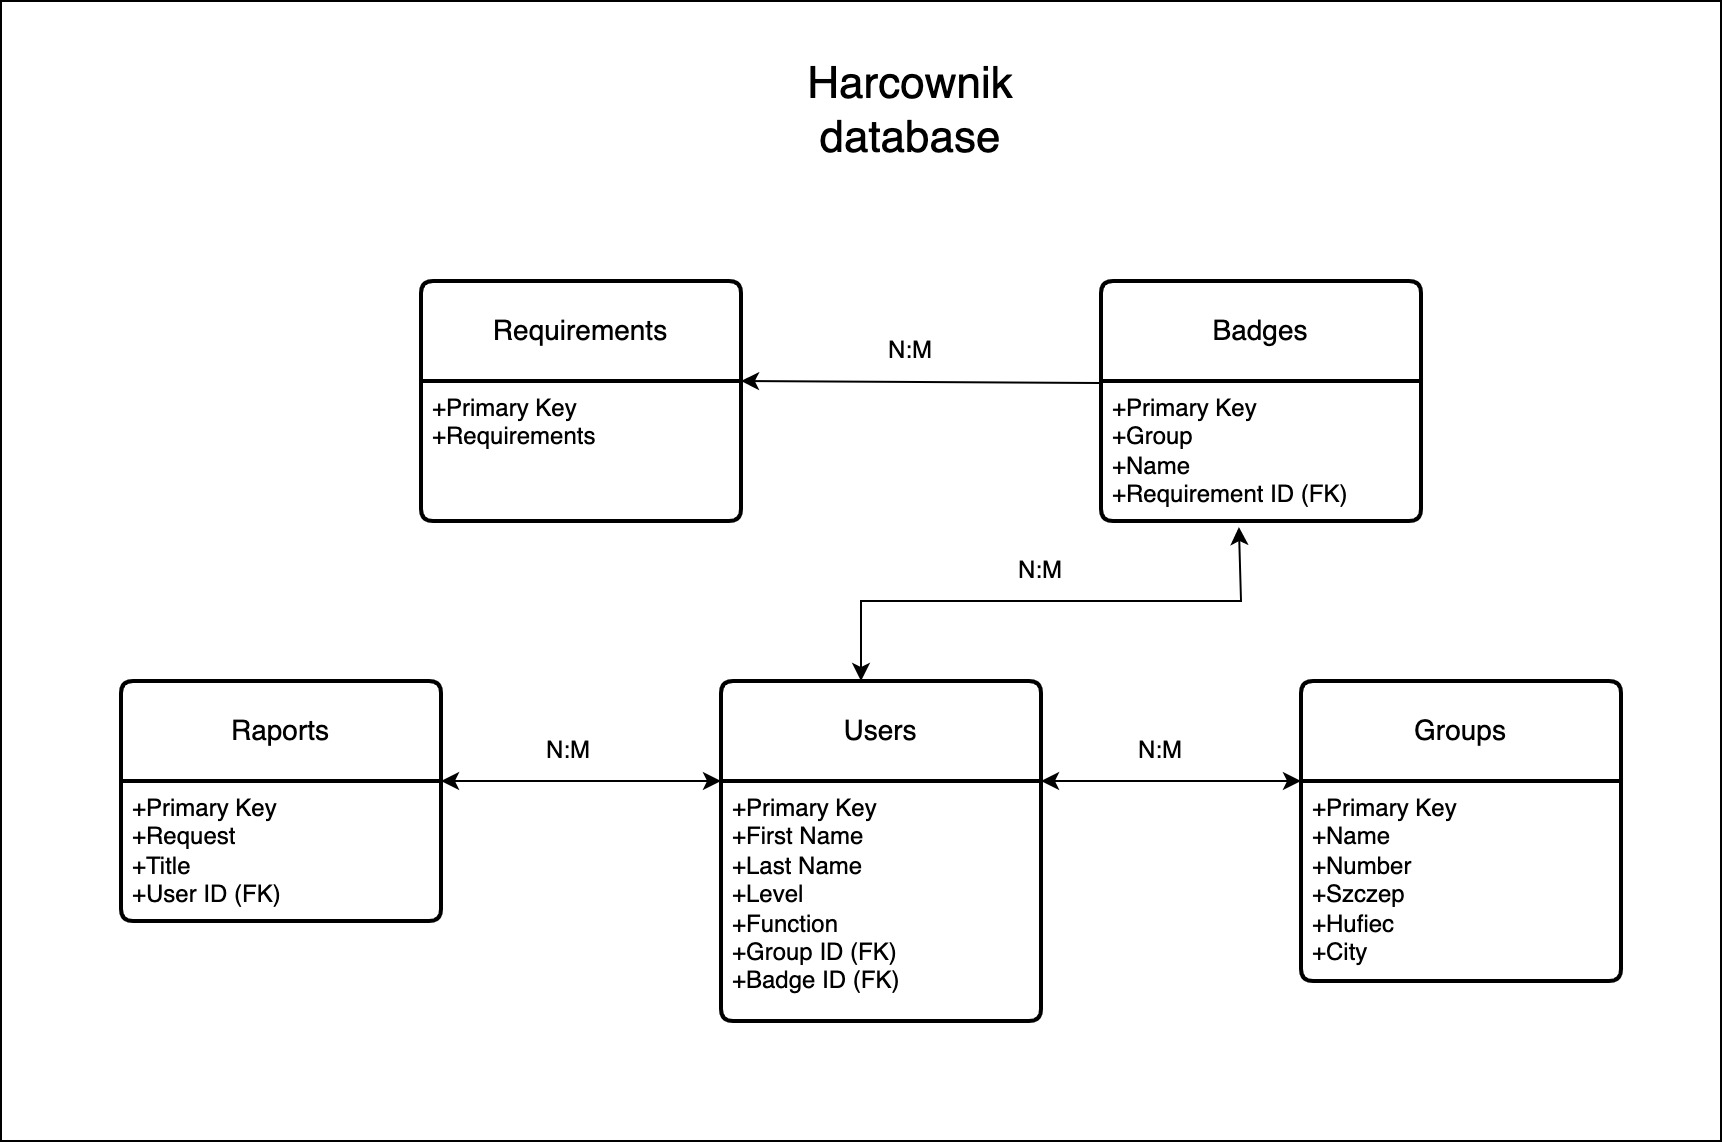 Harcownik
database
Requirements
+Primary Key
+Requirements
N:M
Badges
+Primary Key
+Group
+Name
+Requirement ID (FK)
N:M
Raports
+Primary Key
+Request
+Title
+User ID (FK)
N:M
Users
+Primary Key
+First Name
+Last Name
+Level
+Function
+Group ID (FK)
+Badge ID (FK)
N:M
Groups
+Primary Key
+Name
+Number
+Szczep
+Hufiec
+City